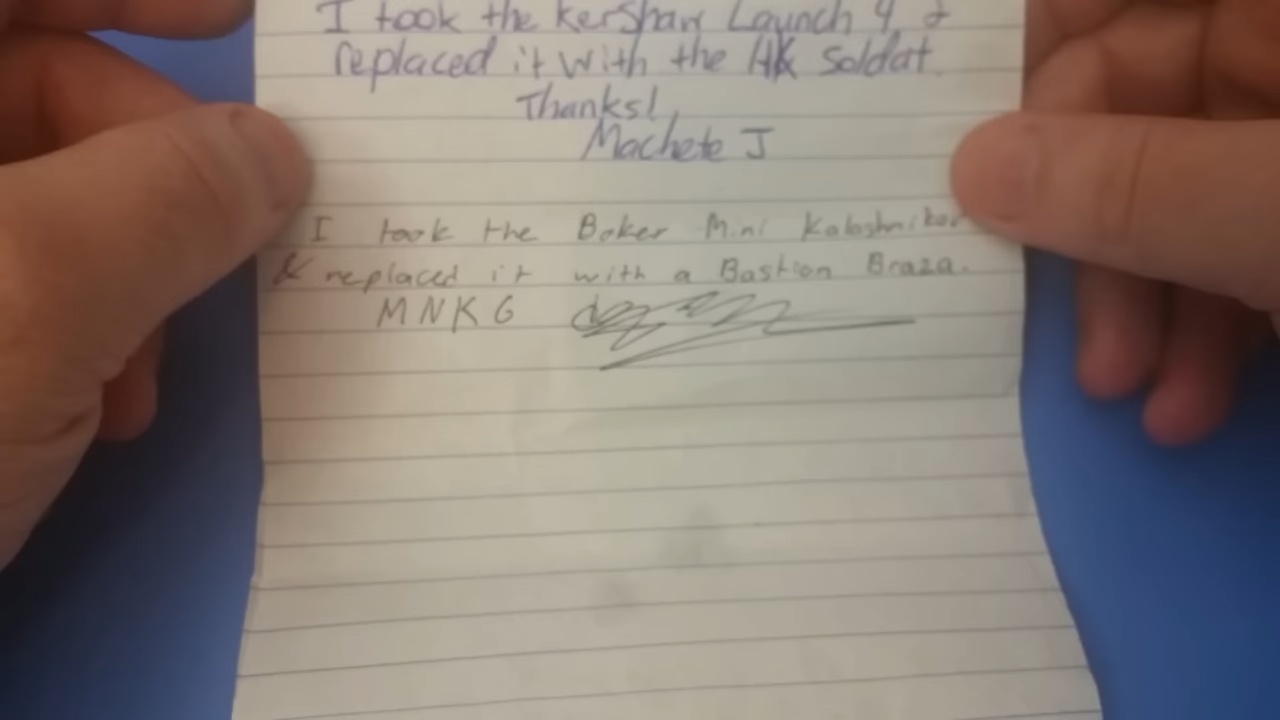 I took the Kershaw Launch 4 &
replaced it with the HK Soldat.
Thanks!
Machete J
I took the Boker Mini Kalashnikov
& replaced it with a Bastion Braza.
MNKG